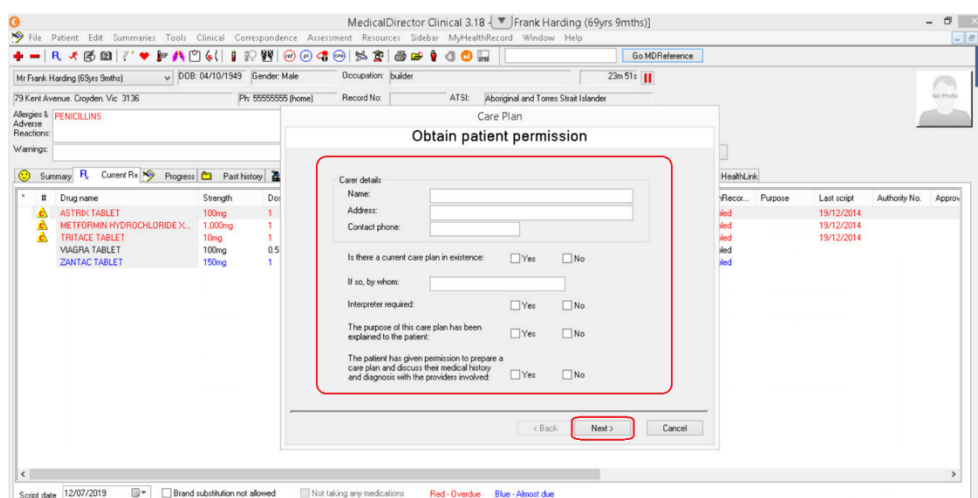 MedicalDirector Clinical 3.18 - Frank Harding (69yrs 9mths)]
File Patient Edit Summaries Tools Clinical Correspondence Assessment Resources Sidebar MyHealthRecord Window Help
Go MDReference
Mr Frank Harding (69yrs 9mths) DOB: 04/10/1949 Gender: Male Occupation: builder 23m 51s
79 Kent Avenue. Croyden. Vic 3136 Ph: 55555555 (home) Record No: ATSI: Aboriginal and Torres Strait Islander
No Photo
Allergies & Adverse Reactions: PENICILLINS
Warnings:
Care Plan
Obtain patient permission
Summary Current Rx Progress Past history HealthLink
# Drug name Strength Purpose Last script Authority No.
ASTRIX TABLET 100mg 1 19/12/2014
METFORMIN HYDROCHLORIDE X... 1,000mg 1 19/12/2014
TRITACE TABLET 10mg 1 19/12/2014
VIAGRA TABLET 100mg 0.5
ZANTAC TABLET 150mg 1
Carer details
Name:
Address:
Contact phone:
Is there a current care plan in existence: Yes No
If so, by whom:
Interpreter required: Yes No
The purpose of this care plan has been
explained to the patient: Yes No
The patient has given permission to prepare a
care plan and discuss their medical history
and diagnosis with the providers involved: Yes No
< Back Next > Cancel
Script date 12/07/2019 Brand substitution not allowed Not taking any medications Red - Overdue Blue - Almost due